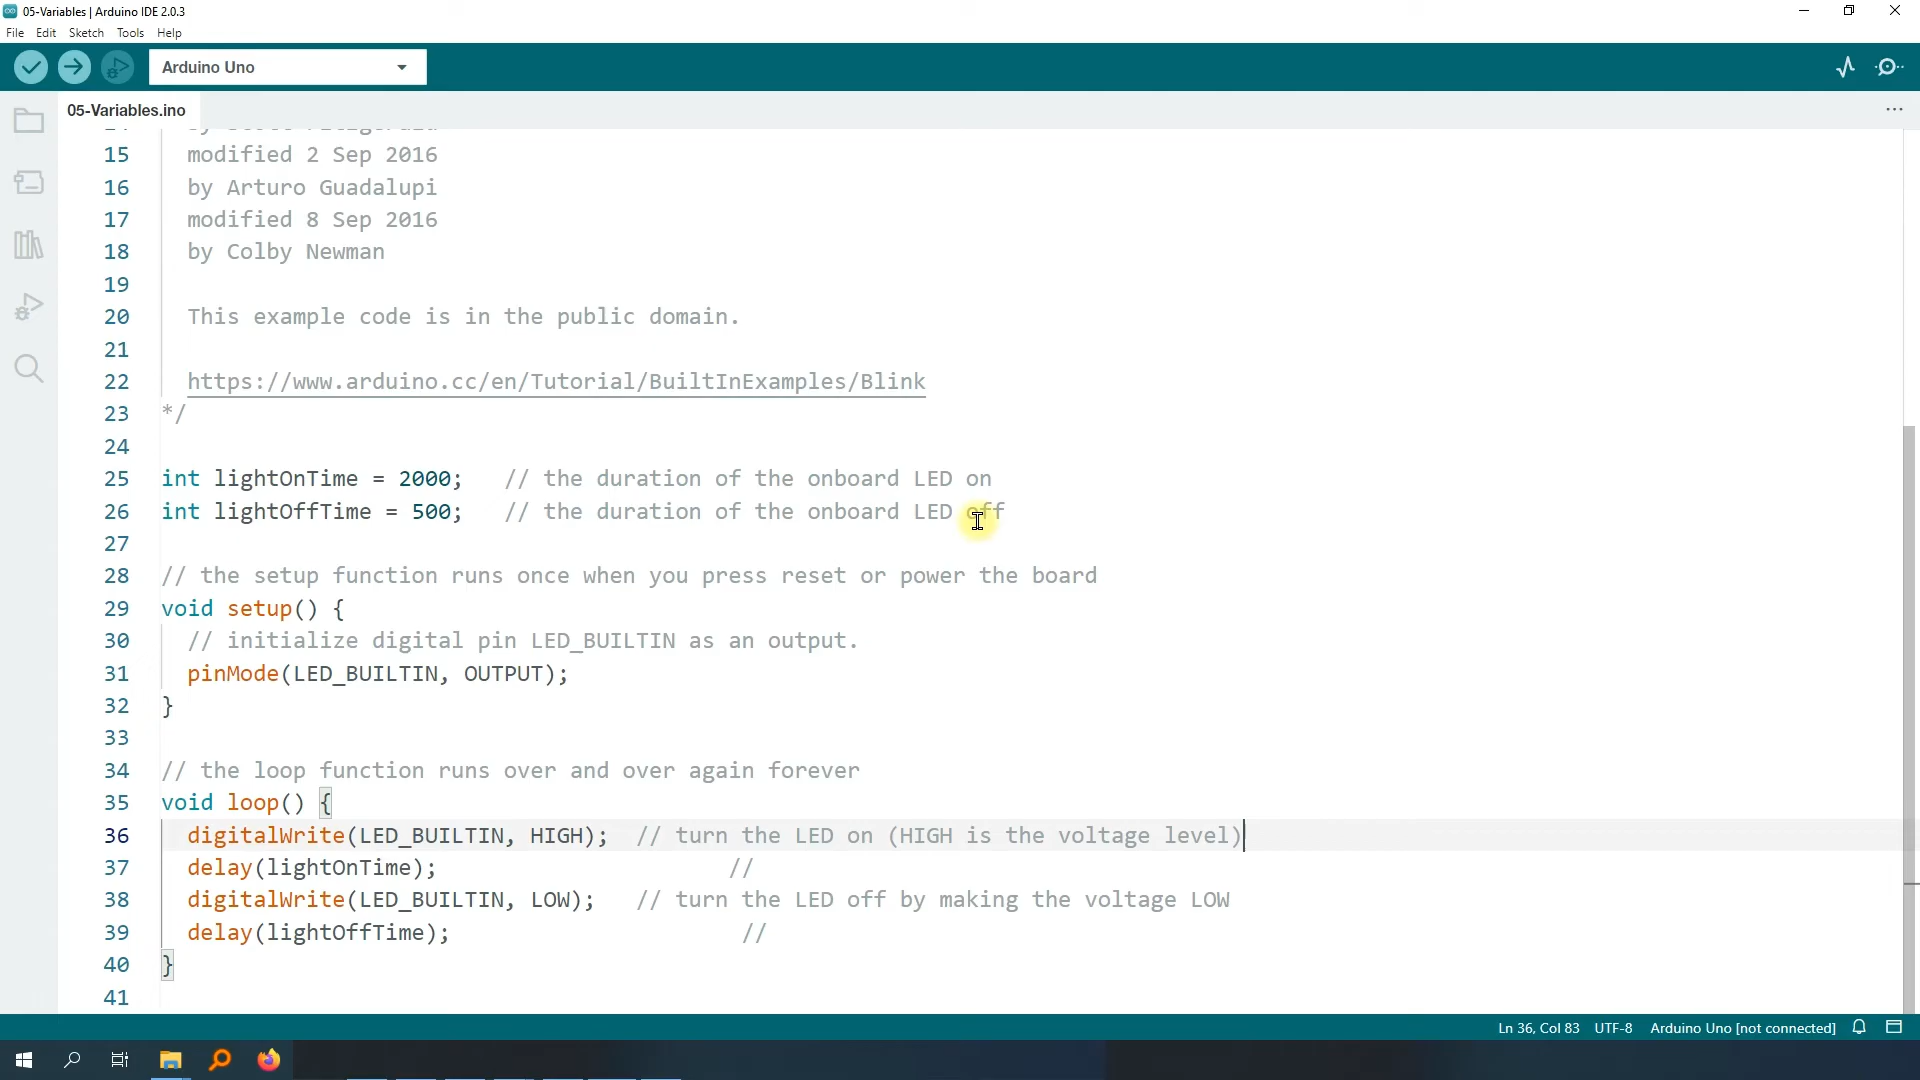 05-Variables | Arduino IDE 2.0.3
File Edit Sketch Tools Help
Arduino Uno
05-Variables.ino
15 modified 2 Sep 2016
16 by Arturo Guadalupi
17 modified 8 Sep 2016
18 by Colby Newman
19
20 This example code is in the public domain.
21
22 https://www.arduino.cc/en/Tutorial/BuiltInExamples/Blink
23 */
24
25 int lightOnTime = 2000;   // the duration of the onboard LED on
26 int lightOffTime = 500;   // the duration of the onboard LED off
27
28 // the setup function runs once when you press reset or power the board
29 void setup() {
30   // initialize digital pin LED_BUILTIN as an output.
31   pinMode(LED_BUILTIN, OUTPUT);
32 }
33
34 // the loop function runs over and over again forever
35 void loop() {
36   digitalWrite(LED_BUILTIN, HIGH);  // turn the LED on (HIGH is the voltage level)
37   delay(lightOnTime);                      //
38   digitalWrite(LED_BUILTIN, LOW);   // turn the LED off by making the voltage LOW
39   delay(lightOffTime);                      //
40 }
41
Ln 36, Col 83 UTF-8 Arduino Uno [not connected]